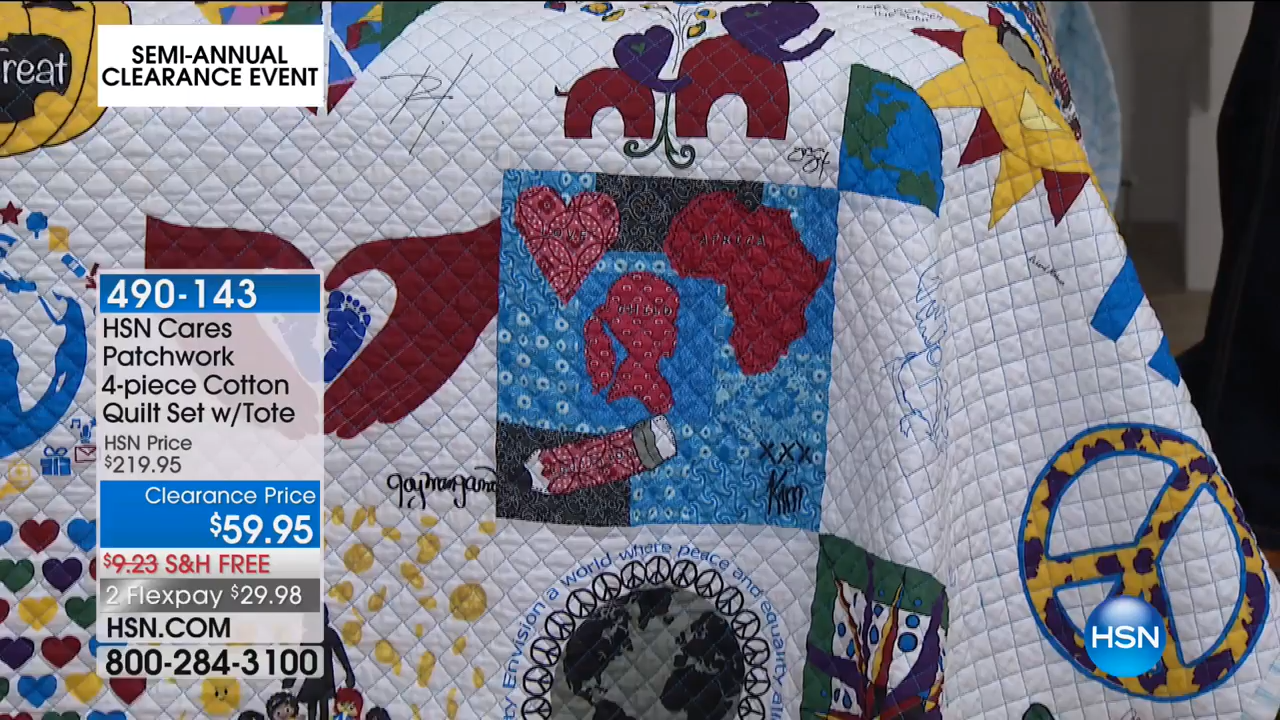 Treat
SEMI-ANNUAL
CLEARANCE EVENT
LOVE
AFRICA
CHILD
490-143
HSN Cares
Patchwork
4-piece Cotton
Quilt Set w/Tote
HSN Price
$219.95
Clearance Price
$59.95
$9.23 S&H FREE
2 Flexpay $29.98
HSN.COM
800-284-3100
XXX
Kim
Envision a world where peace and equality
HSN